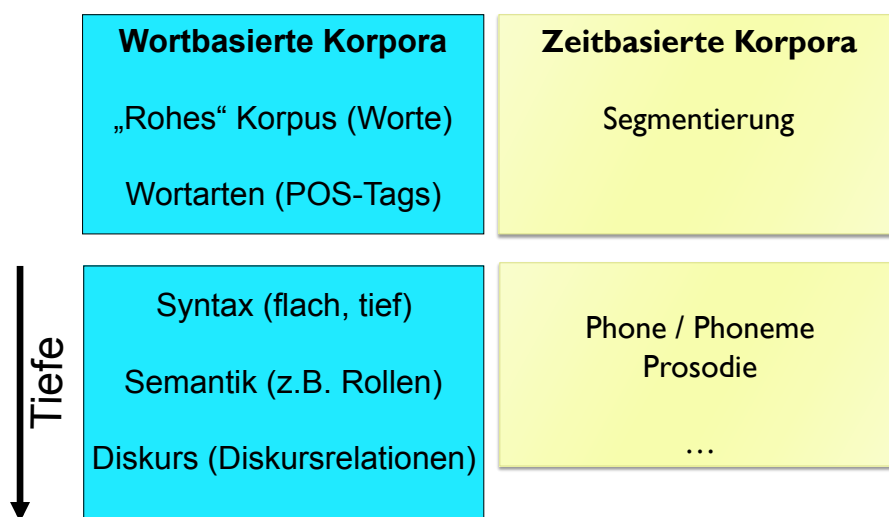 Wortbasierte Korpora
„Rohes“ Korpus (Worte)
Wortarten (POS-Tags)
Zeitbasierte Korpora
Segmentierung
Tiefe
Syntax (flach, tief)
Semantik (z.B. Rollen)
Diskurs (Diskursrelationen)
Phone / Phoneme
Prosodie
…